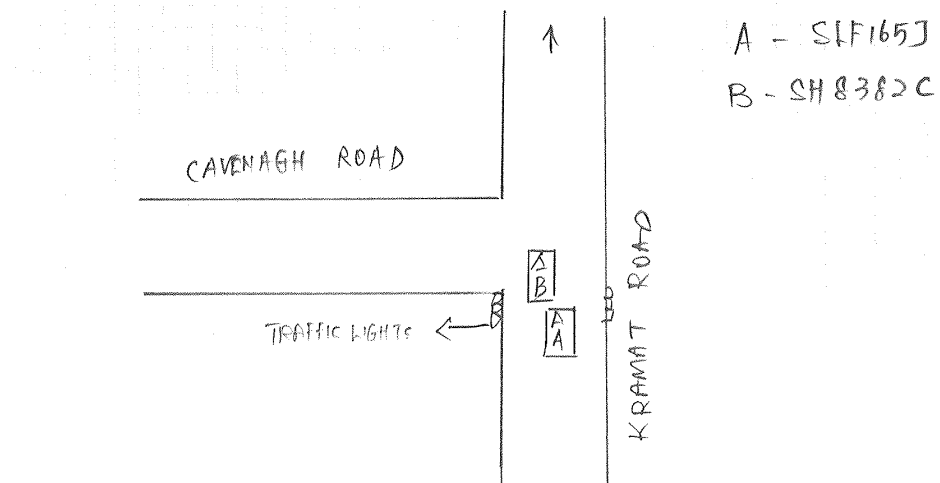 A - SLF165J
B - SH8382C
CAVENAGH ROAD
KRAMAT ROAD
B
TRAFFIC LIGHTS
A